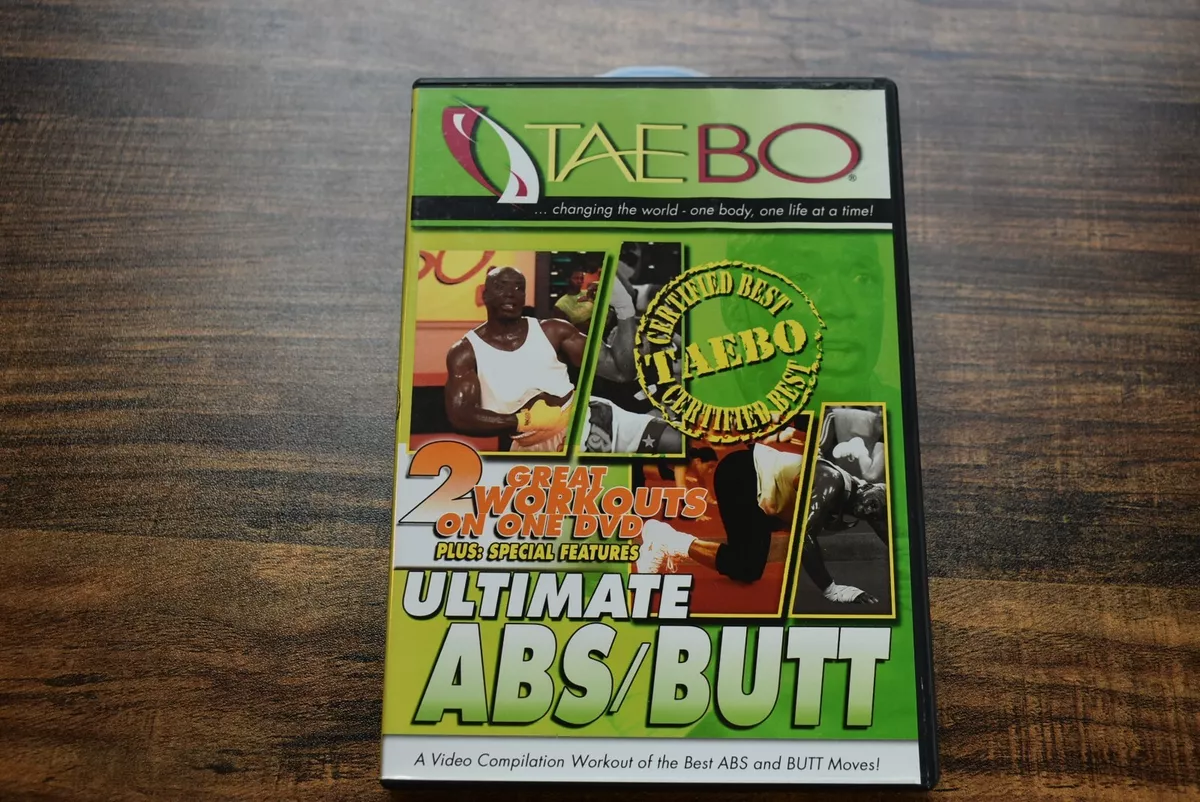 TAEBO®
... changing the world - one body, one life at a time!
CERTIFIED BEST
TAEBO
CERTIFIED BEST
2 GREAT
WORKOUTS
ON ONE DVD
PLUS: SPECIAL FEATURES
ULTIMATE
ABS/BUTT
A Video Compilation Workout of the Best ABS and BUTT Moves!